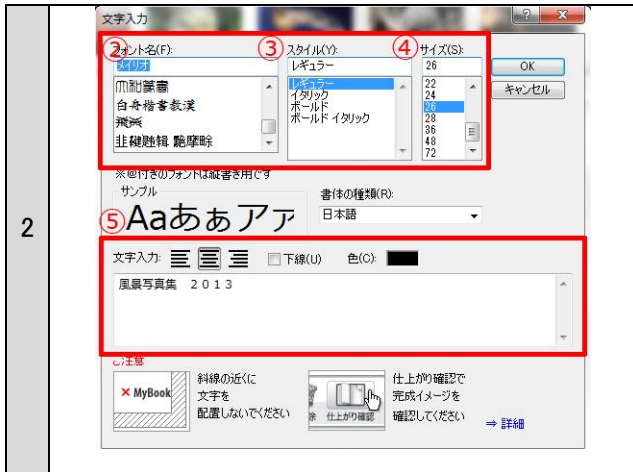 2
文字入力
② フォント名(F): ③ スタイル(Y): ④ サイズ(S):
メイリオ レギュラー 26 OK
キャンセル
レギュラー 22
白舟楷書教漢 イタリック 24
ボールド 26
ボールド イタリック 28
36
48
72
※@付きのフォントは縦書き用です
サンプル 書体の種類(R):
⑤ Aaあぁアァ 日本語
文字入力: 下線(U) 色(C):
風景写真集 2013
ご注意
× MyBook 斜線の近くに 仕上がり確認で
文字を 完成イメージを
配置しないでください 除 仕上がり確認 確認してください ⇒ 詳細